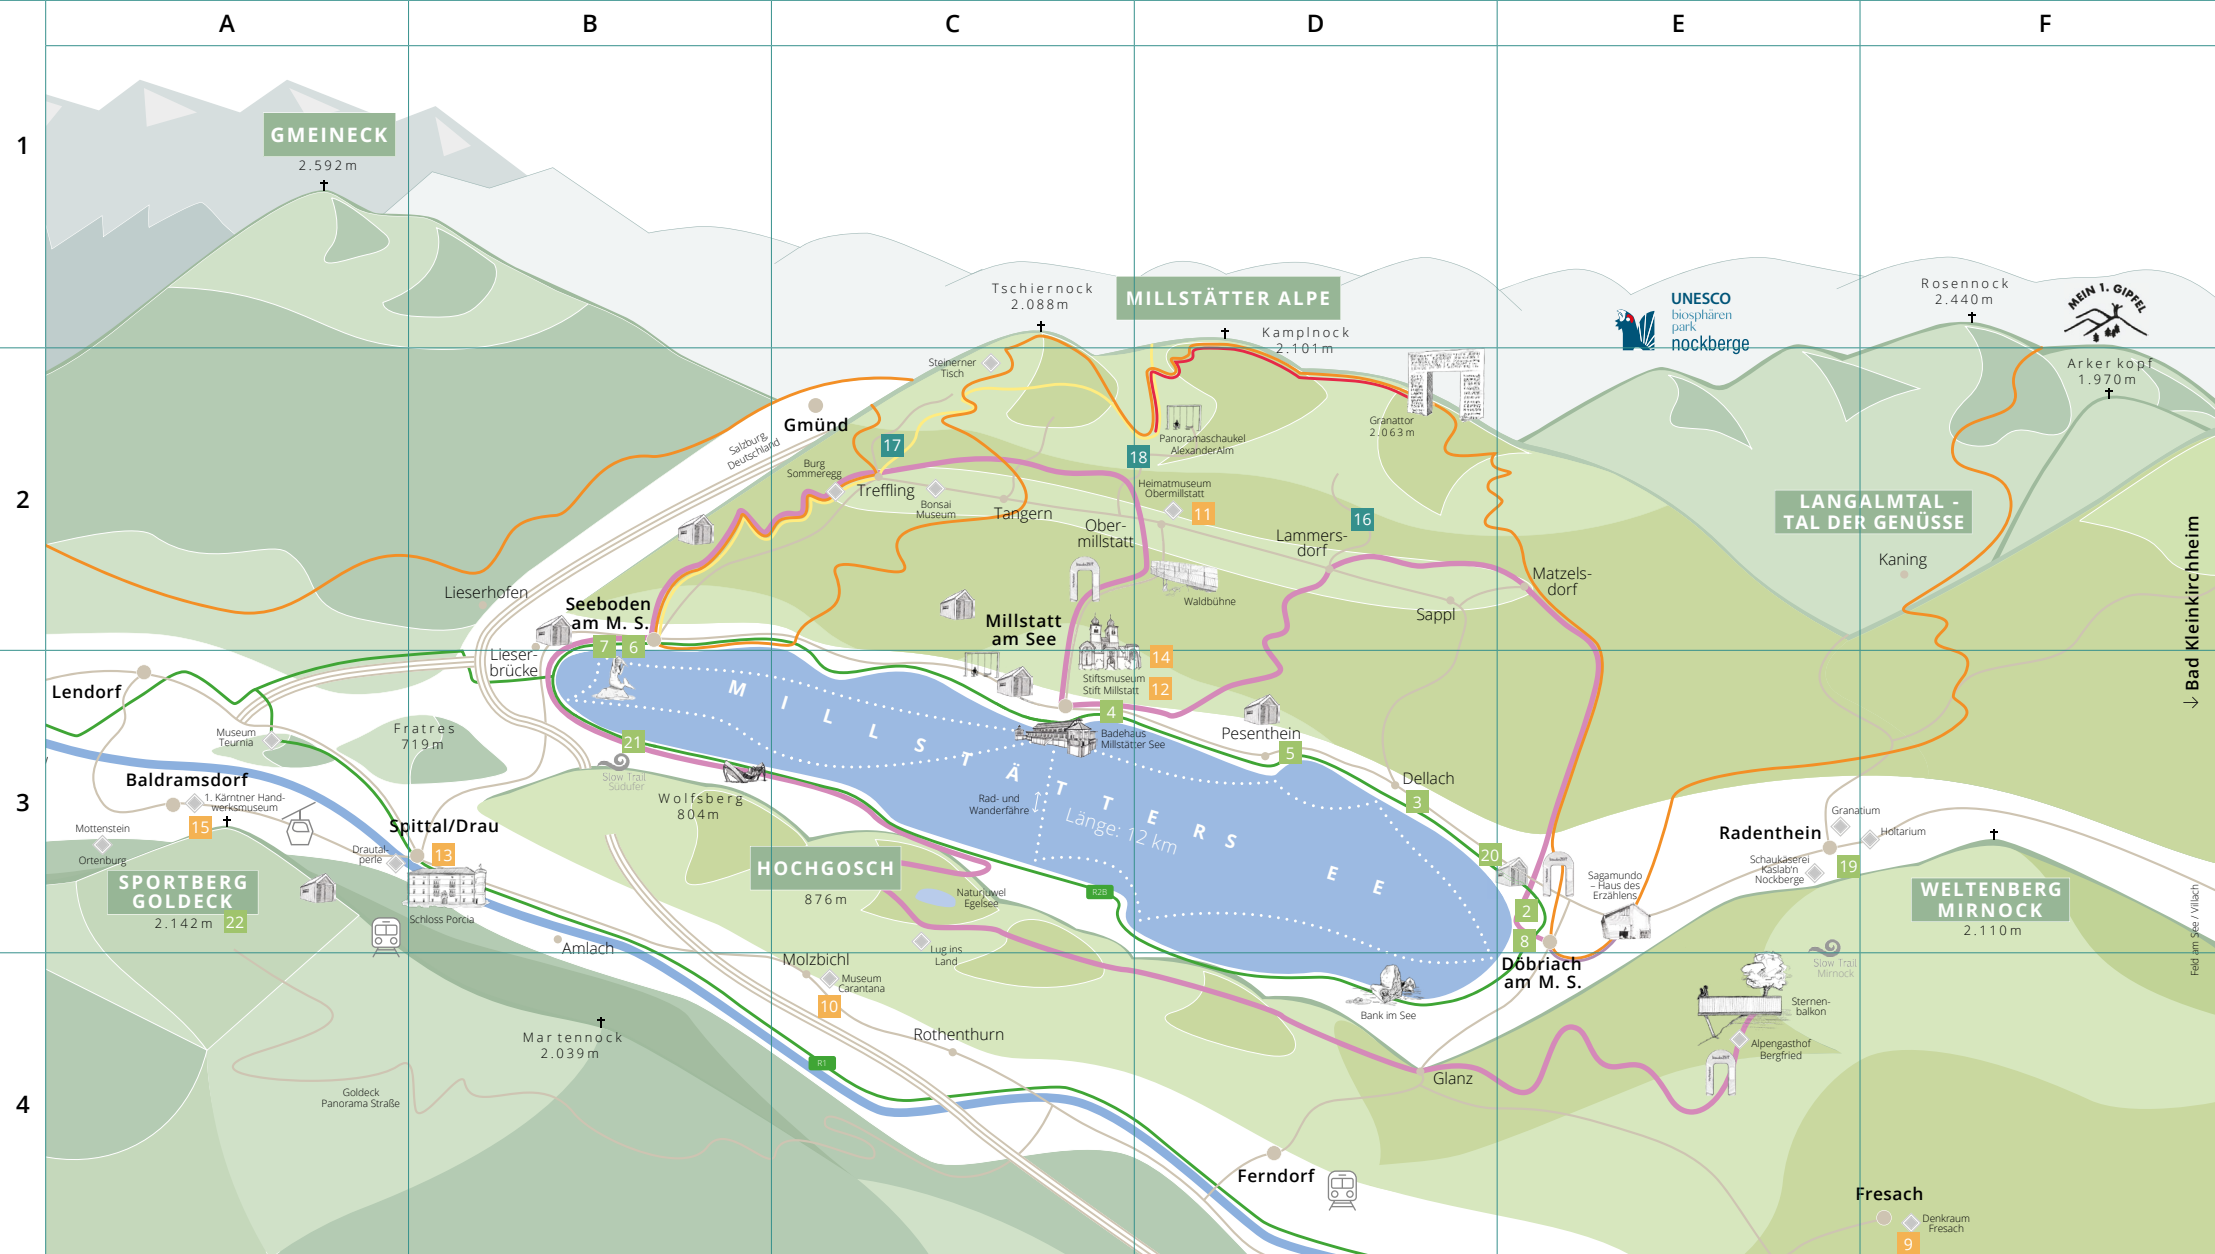 A
B
C
D
E
F
1
GMEINECK
2.592m
Tschiernock
2.088m
MILLSTÄTTER ALPE
Kamplnock
2.101m
UNESCO
biosphären
park
nockberge
Rosennock
2.440m
MEIN 1. GIPFEL
Arkerkopf
1.970m
2
Steinerner
Tisch
Gmünd
Salzburg,
Deutschland
17
Burg
Sommeregg
Treffling
Bonsai
Museum
Tangern
Granattor
2.063m
Panoramaschaukel
AlexanderAlm
18
Heimatmuseum
Obermillstatt
11
Ober-
millstatt
16
Lammers-
dorf
LANGALMTAL -
TAL DER GENÜSSE
Kaning
→ Bad Kleinkirchheim
Lieserhofen
Seeboden
am M. S.
7
6
Waldbühne
Matzels-
dorf
Sappl
Millstatt
am See
Lieser-
brücke
14
Stiftsmuseum
Stift Millstatt
12
Lendorf
MILLSTÄTTERSEE
4
Badehaus
Millstätter See
Pesenthein
5
Museum
Teurnia
Fratres
719m
21
Slow Trail
Südufer
Wolfsberg
804m
3
Baldramsdorf
1. Kärntner Hand-
werksmuseum
15
Rad- und
Wanderfähre
Länge: 12 km
Dellach
3
Mottenstein
Ortenburg
Drautal-
perle
Spittal/Drau
13
20
Radenthein
Granatium
Holtarium
Schaukäserei
Kaslab'n
Nockberge
19
SPORTBERG
GOLDECK
2.142m
22
Schloss Porcia
HOCHGOSCH
876m
Naturjuwel
Egelsee
R2B
Sagamundo
– Haus des
Erzählens
2
8
WELTENBERG
MIRNOCK
2.110m
Feld am See / Villach
Amlach
Lug ins
Land
Molzbichl
Museum
Carantana
10
Döbriach
am M. S.
Slow Trail
Mirnock
Bank im See
Sternen-
balkon
Martennock
2.039m
Rothenthurn
R1
Alpengasthof
Bergfried
Glanz
4
Goldeck
Panorama Straße
Ferndorf
Fresach
Denkraum
Fresach
9